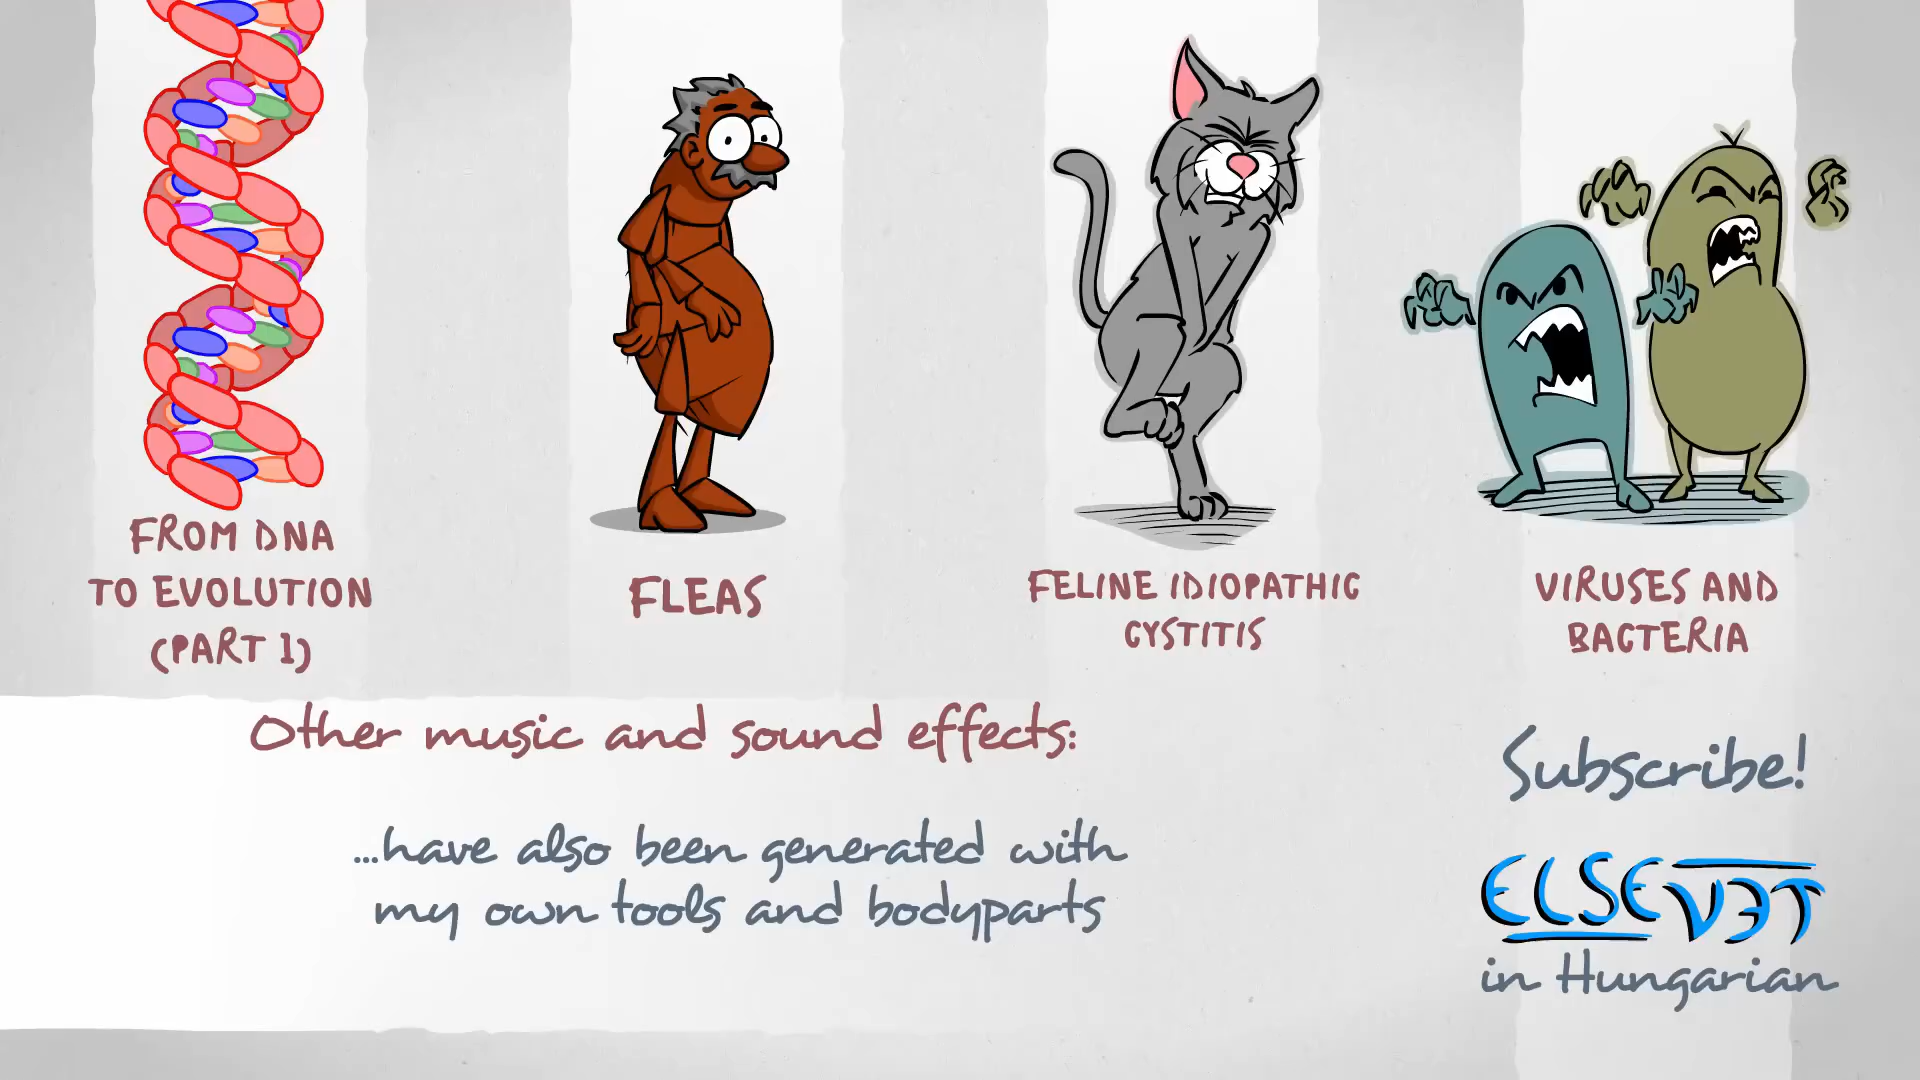 FROM DNA
TO EVOLUTION
(PART 1)
FLEAS
FELINE IDIOPATHIC
CYSTITIS
VIRUSES AND
BACTERIA
Other music and sound effects:
...have also been generated with
my own tools and bodyparts
Subscribe!
ELSEVET
in Hungarian